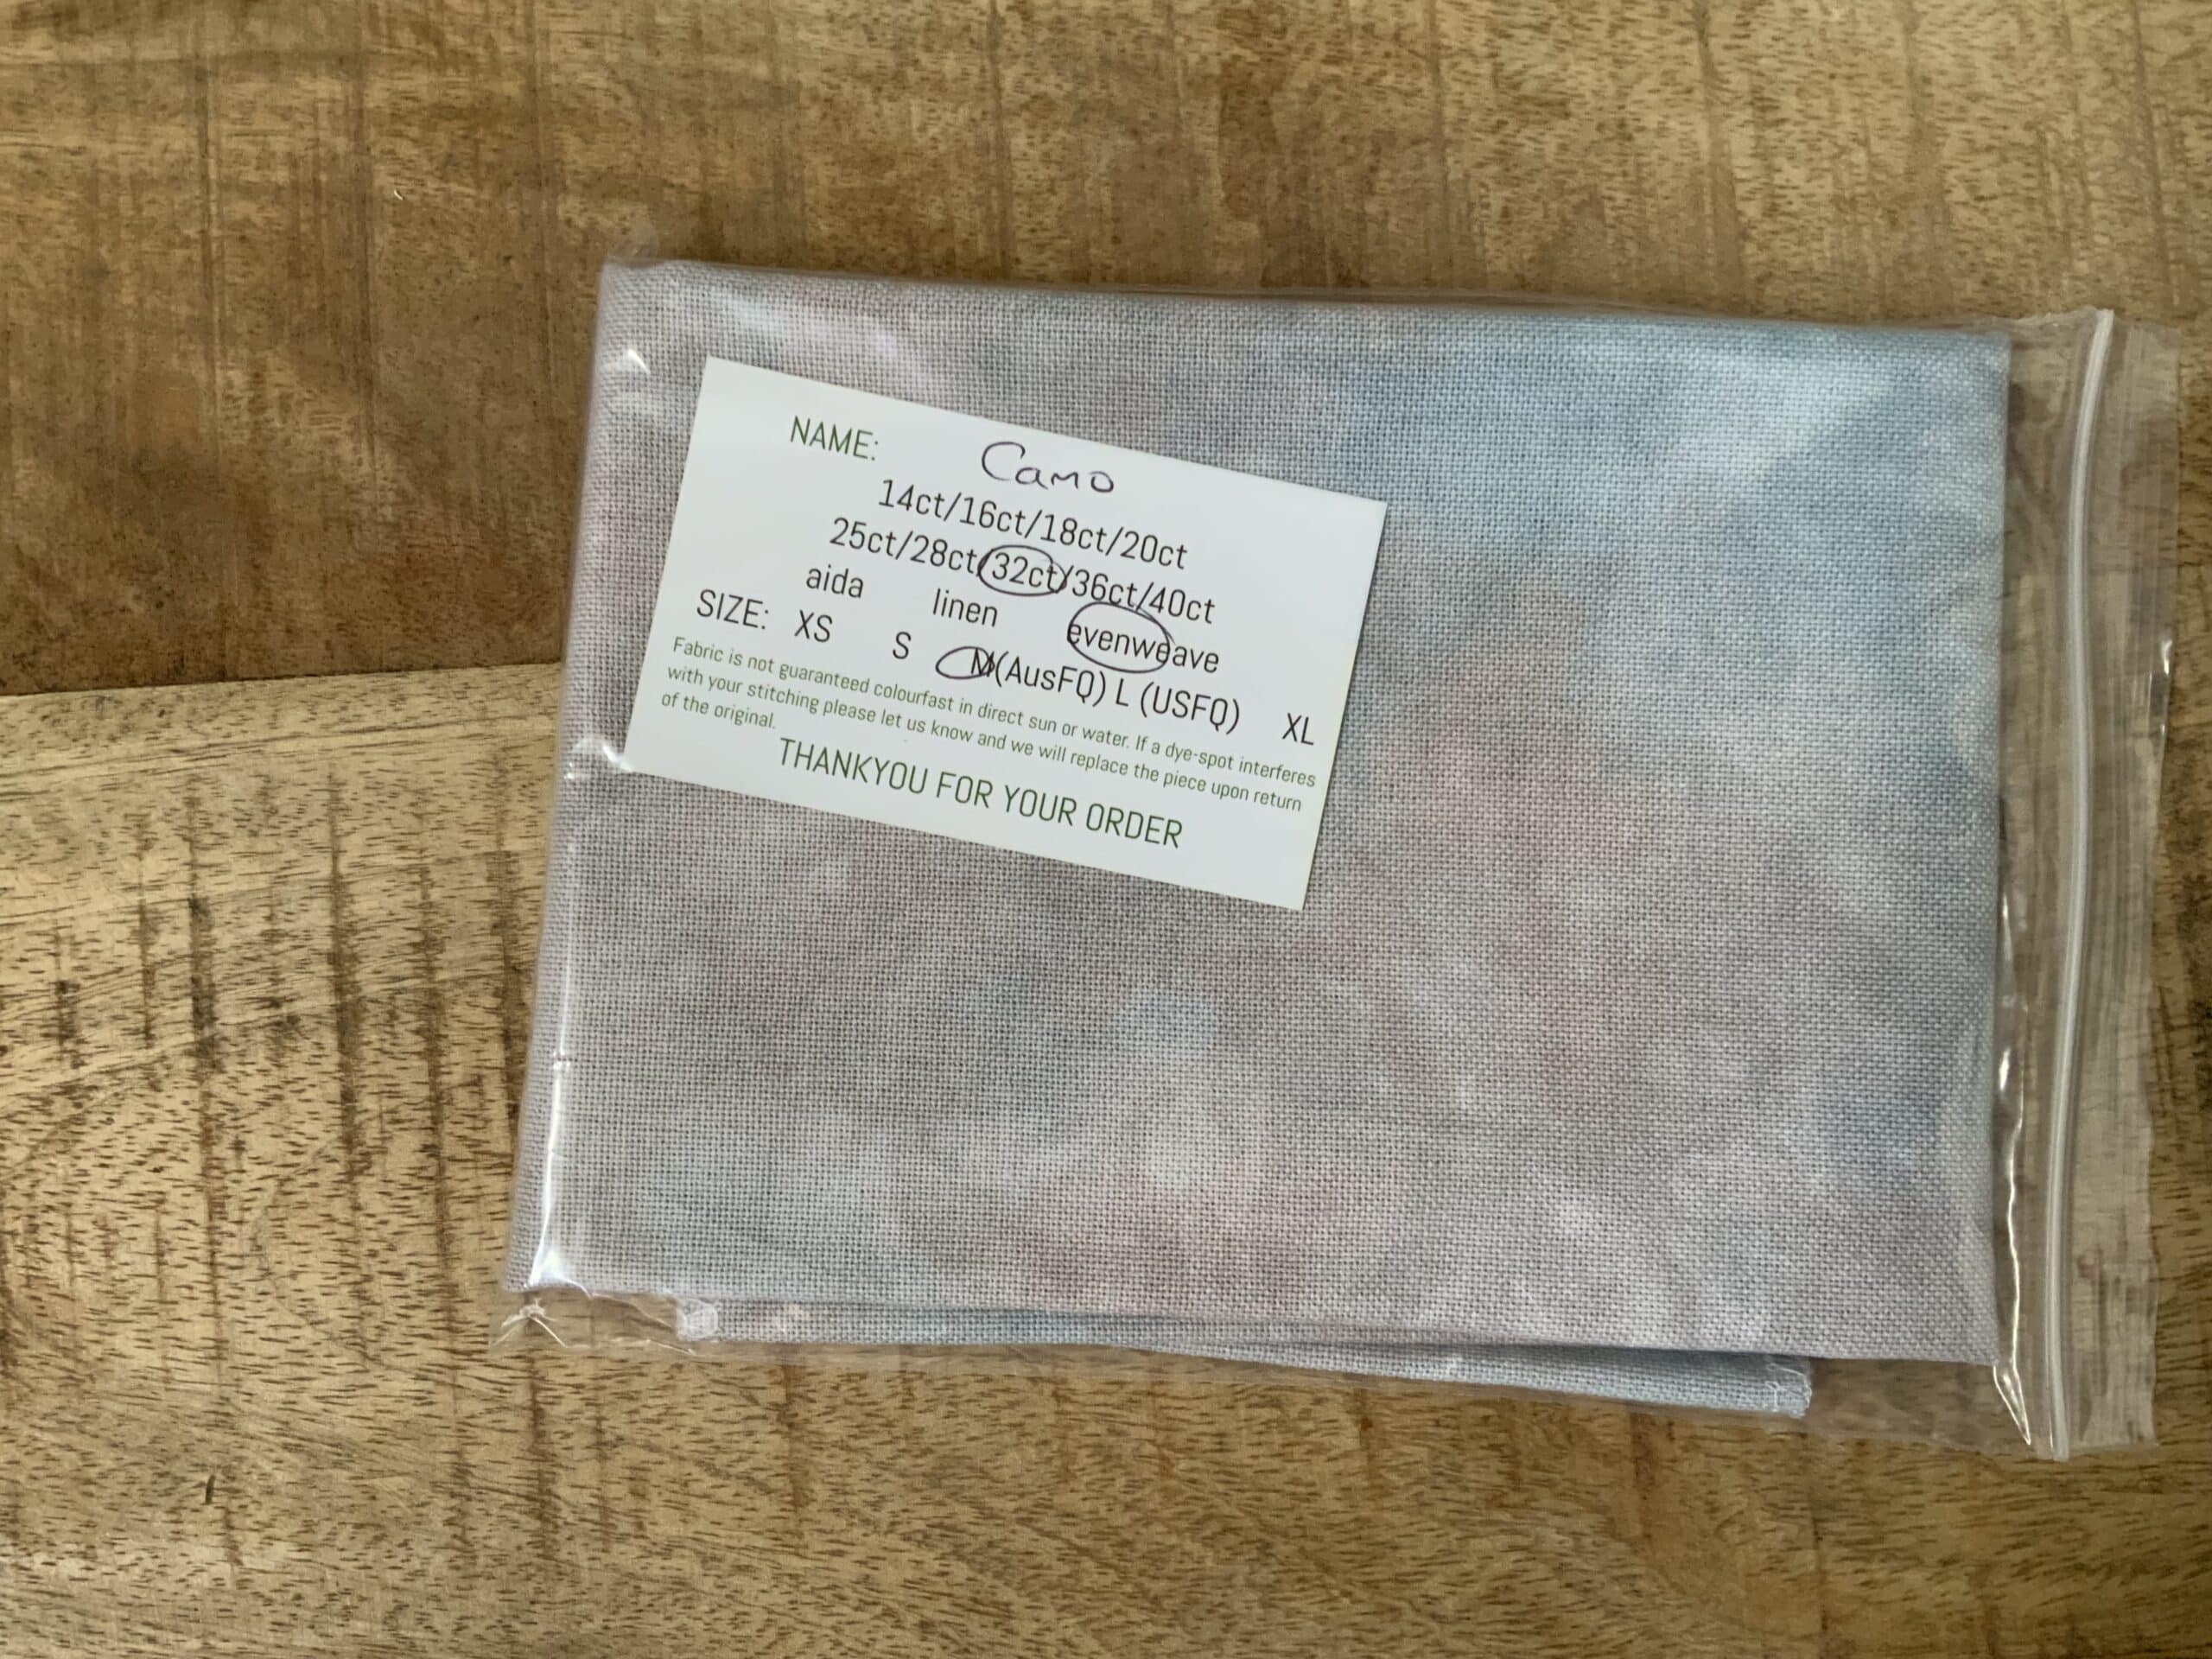 NAME: Camo
14ct/16ct/18ct/20ct
25ct/28ct/32ct/36ct/40ct
aida linen evenweave
SIZE: XS S M(AusFQ) L (USFQ) XL
Fabric is not guaranteed colourfast in direct sun or water. If a dye-spot interferes
with your stitching please let us know and we will replace the piece upon return
of the original.
THANKYOU FOR YOUR ORDER